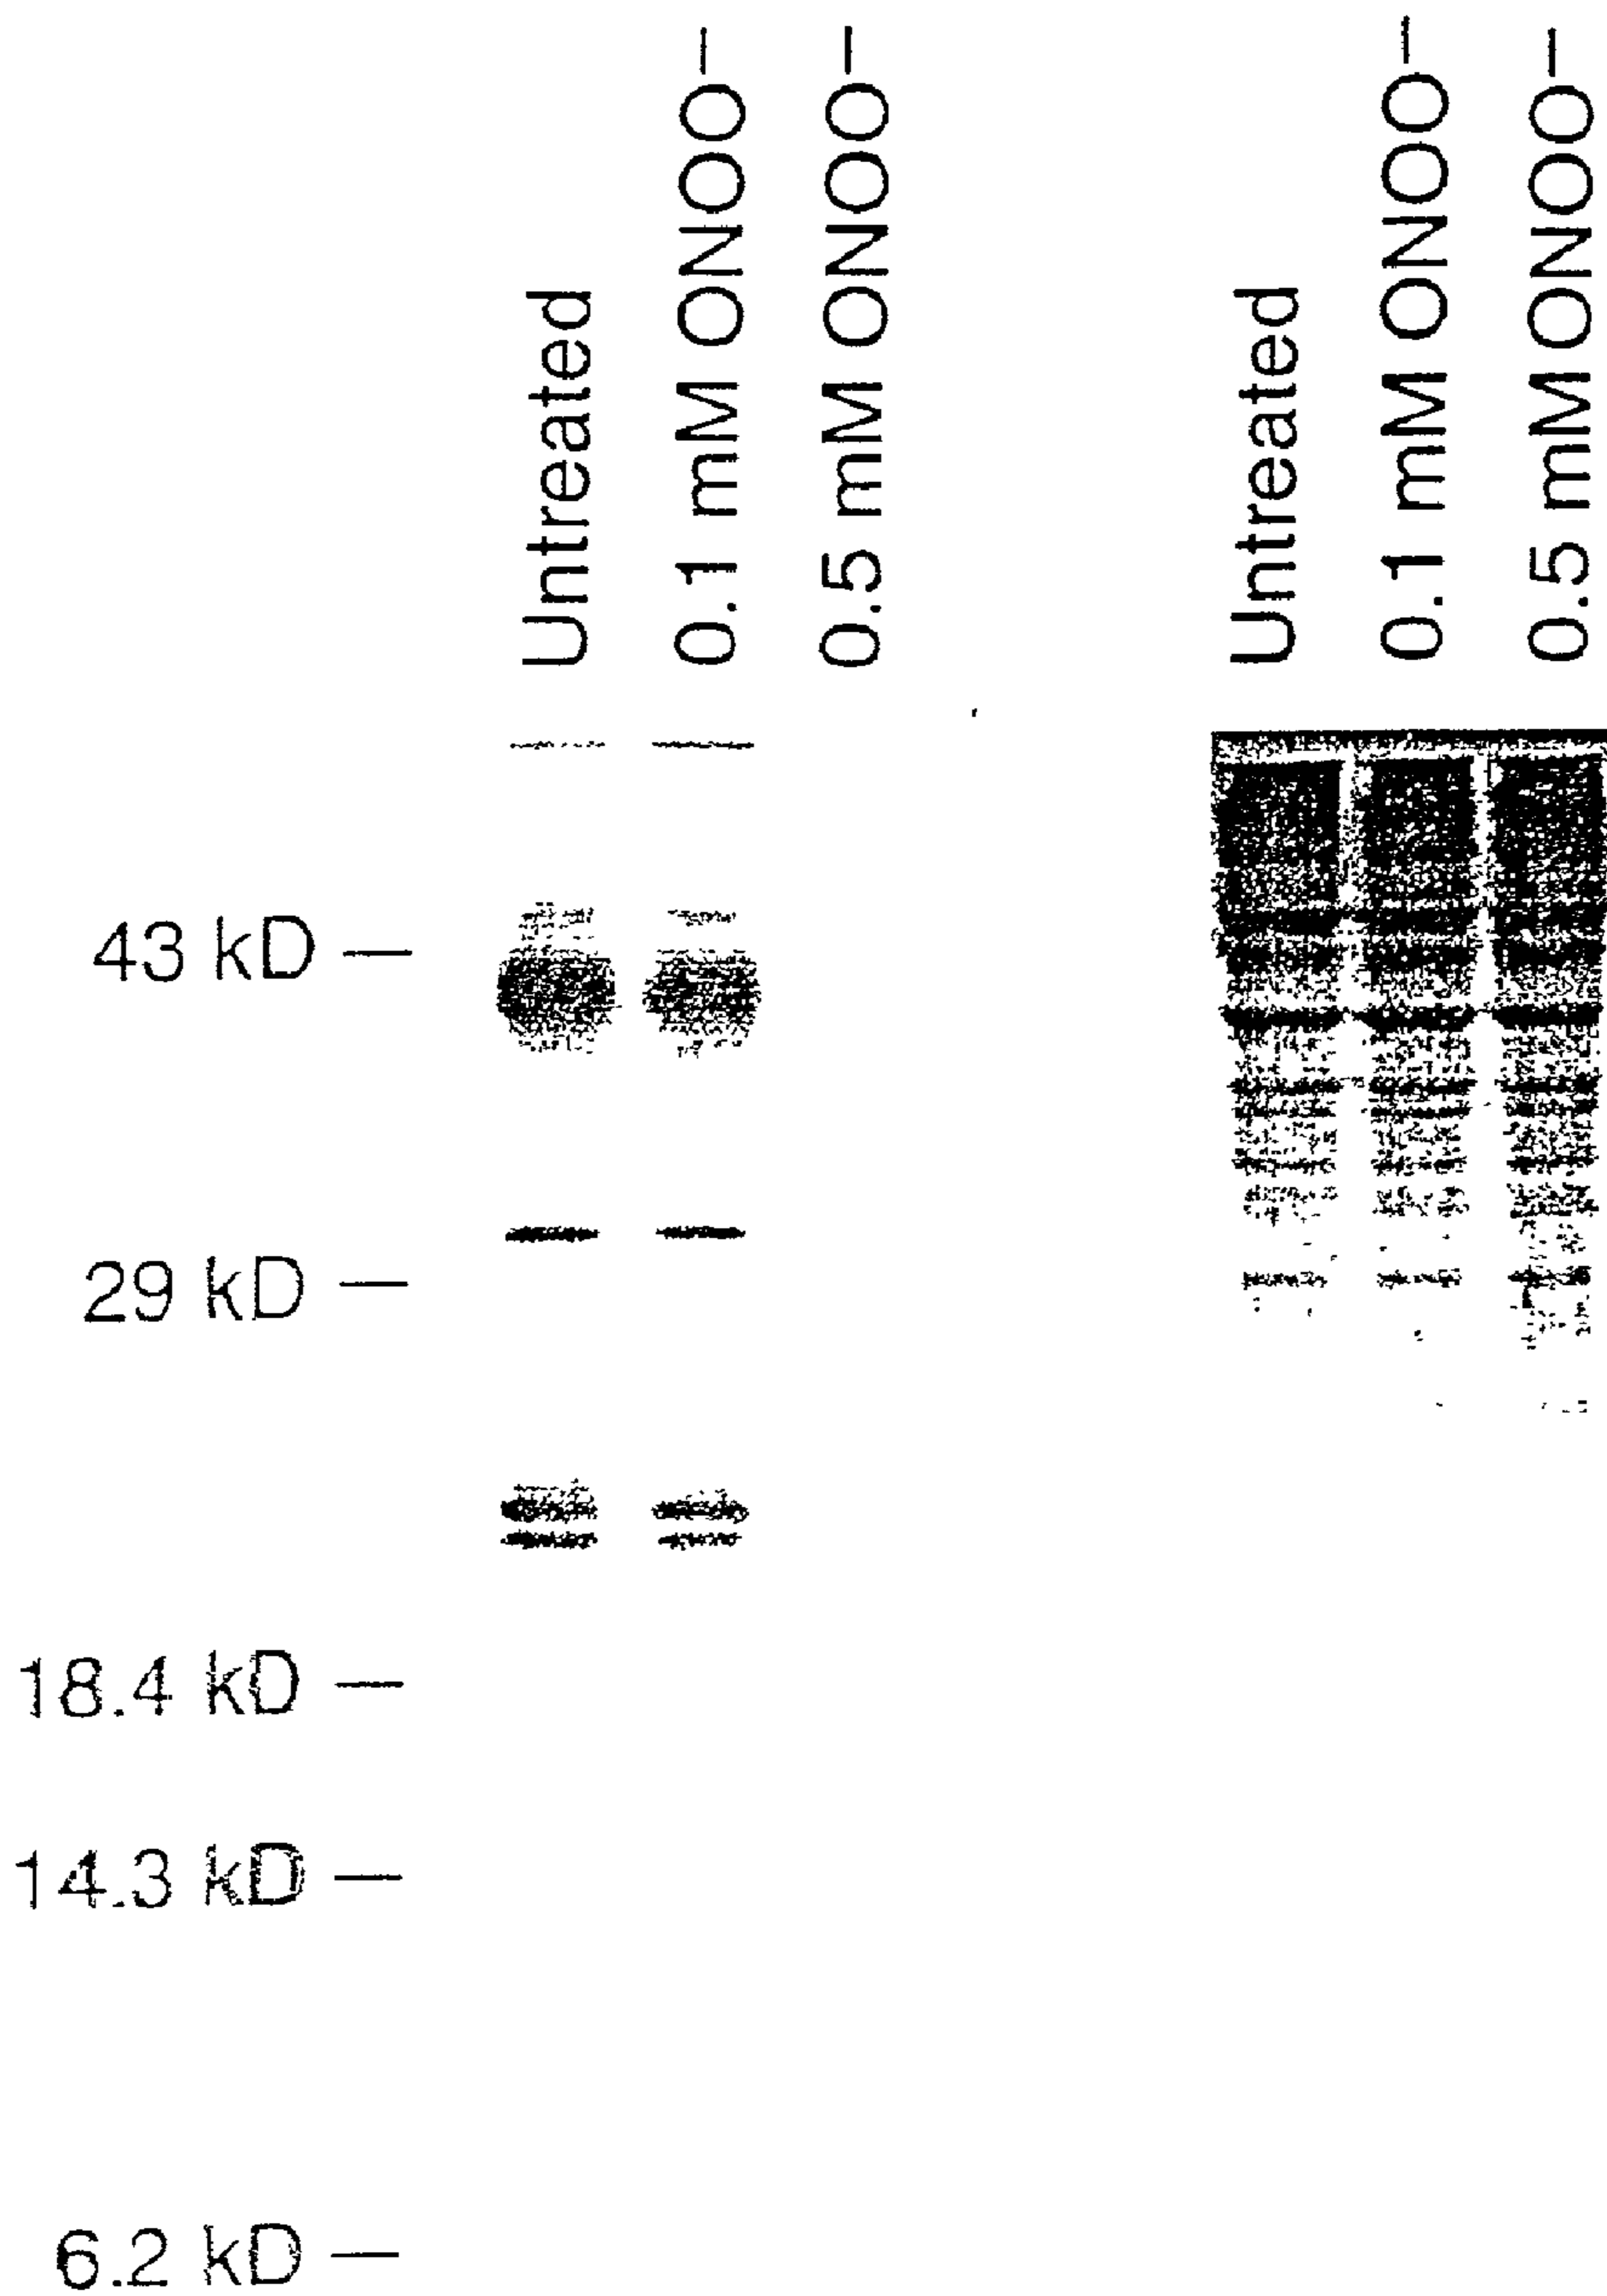 Untreated
0.1 mM ONOO–
0.5 mM ONOO–
Untreated
0.1 mM ONOO–
0.5 mM ONOO–
43 kD —
29 kD —
18.4 kD —
14.3 kD —
6.2 kD —